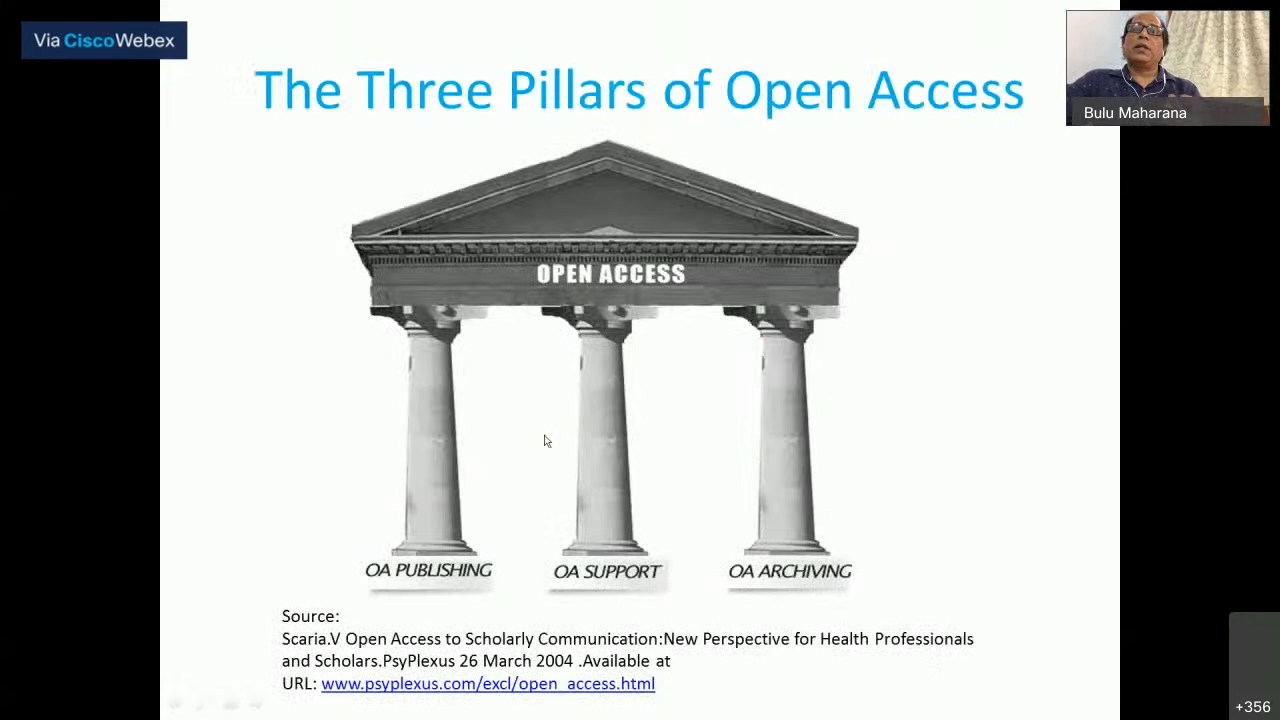 Via CiscoWebex
The Three Pillars of Open Access
Bulu Maharana
OPEN ACCESS
OA PUBLISHING
OA SUPPORT
OA ARCHIVING
Source:
Scaria.V Open Access to Scholarly Communication:New Perspective for Health Professionals
and Scholars.PsyPlexus 26 March 2004 .Available at
URL: www.psyplexus.com/excl/open_access.html
+356